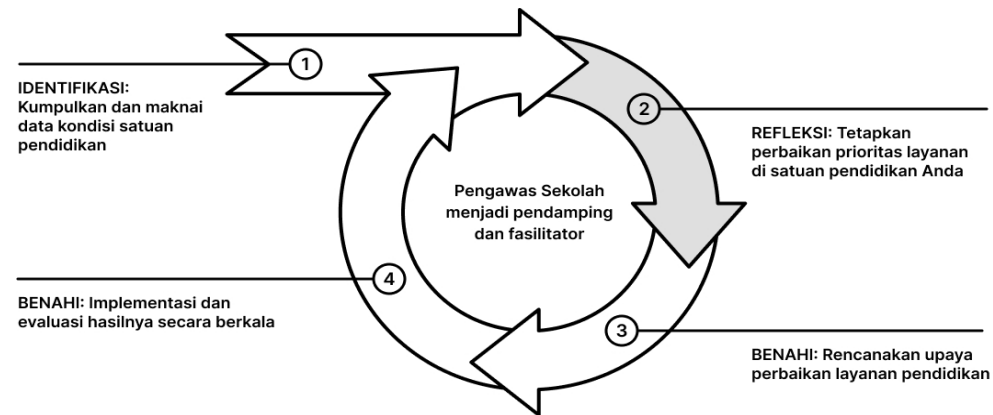 1
IDENTIFIKASI:
Kumpulkan dan maknai
data kondisi satuan
pendidikan
2
REFLEKSI: Tetapkan
perbaikan prioritas layanan
di satuan pendidikan Anda
Pengawas Sekolah
menjadi pendamping
dan fasilitator
3
BENAHI: Rencanakan upaya
perbaikan layanan pendidikan
4
BENAHI: Implementasi dan
evaluasi hasilnya secara berkala